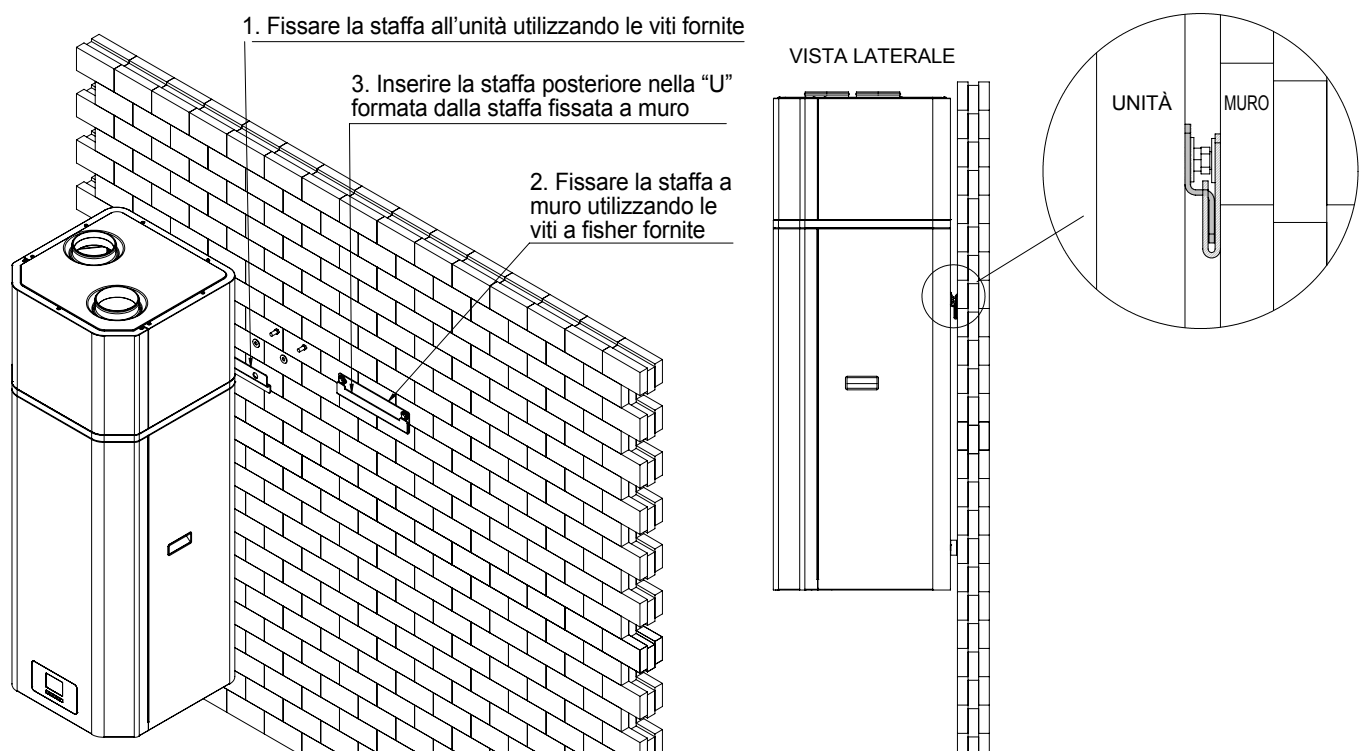 1. Fissare la staffa all'unità utilizzando le viti fornite
3. Inserire la staffa posteriore nella “U”
formata dalla staffa fissata a muro
2. Fissare la staffa a
muro utilizzando le
viti a fisher fornite
VISTA LATERALE
UNITÀ
MURO